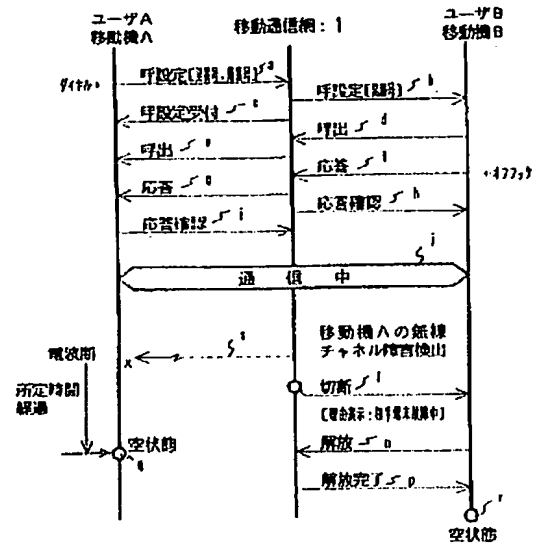 ユーザA
移動機A
移動通信網：1
ユーザB
移動機B
ダイヤル
呼設定
a
呼設定
b
呼設定受付
c
呼出
d
呼出
e
応答
f
オフフック
応答
g
応答確認
h
応答確認
i
j
通信中
移動機Aの無線
チャネル障害検出
電波断
切断
所定時間
経過
解放
空状態
解放完了
p
r
空状態